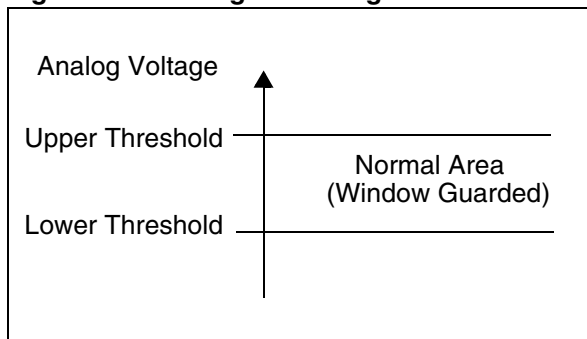 Analog Voltage
Upper Threshold
Normal Area
(Window Guarded)
Lower Threshold